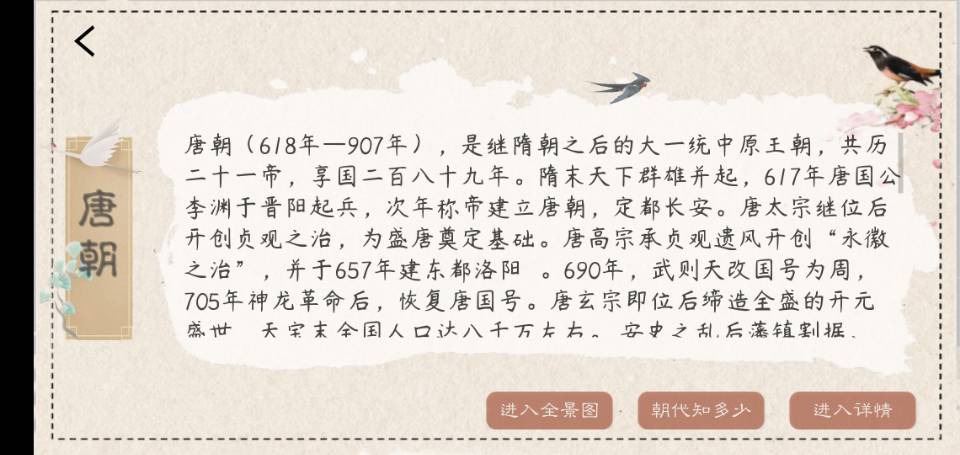 唐朝
唐朝（618年—907年），是继隋朝之后的大一统中原王朝，共历
二十一帝，享国二百八十九年。隋末天下群雄并起，617年唐国公
李渊于晋阳起兵，次年称帝建立唐朝，定都长安。唐太宗继位后
开创贞观之治，为盛唐奠定基础。唐高宗承贞观遗风开创“永徽
之治”，并于657年建东都洛阳 。690年，武则天改国号为周，
705年神龙革命后，恢复唐国号。唐玄宗即位后缔造全盛的开元
盛世，天宝末全国人口达八千万左右。安史之乱后藩镇割据、
进入全景图
朝代知多少
进入详情